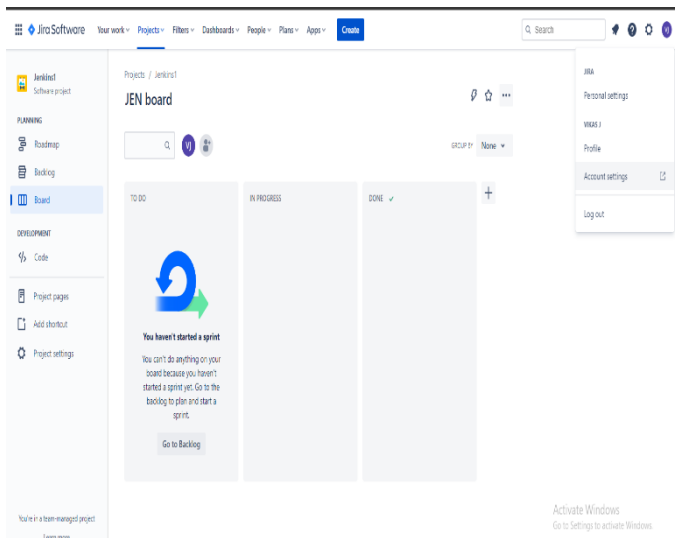 Jira Software Your work Projects Filters Dashboards People Plans Apps Create Search VJ
Jenkins1
Software project
PLANNING
Roadmap
Backlog
Board
DEVELOPMENT
Code
Project pages
Add shortcut
Project settings
You're in a team-managed project
Learn more
Projects / Jenkins1
JEN board
VJ
GROUP BY None
TO DO
IN PROGRESS
DONE
You haven't started a sprint
You can't do anything on your
board because you haven't
started a sprint yet. Go to the
backlog to plan and start a
sprint.
Go to Backlog
JIRA
Personal settings
VIKAS J
Profile
Account settings
Log out
Activate Windows
Go to Settings to activate Windows.